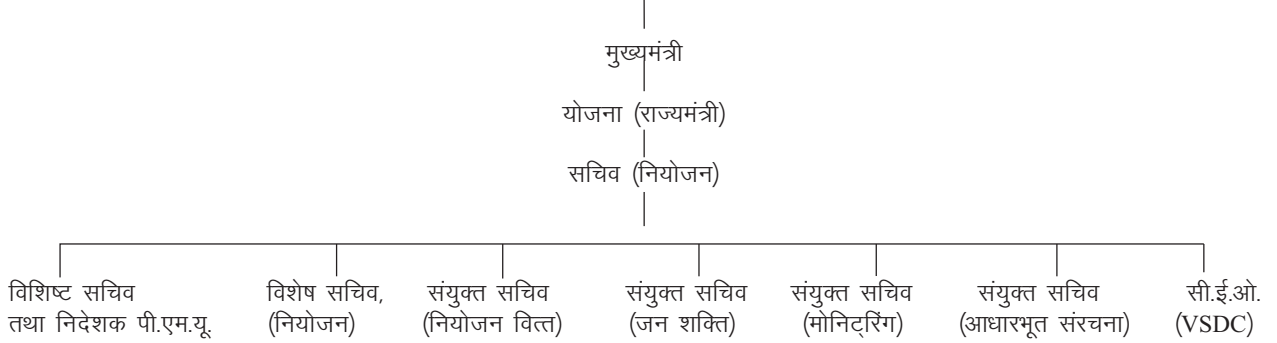 मुख्यमंत्री
योजना (राज्यमंत्री)
सचिव (नियोजन)
विशिष्ट सचिव
तथा निदेशक पी.एम.यू.
विशेष सचिव,
(नियोजन)
संयुक्त सचिव
(नियोजन वित्त)
संयुक्त सचिव
(जन शक्ति)
संयुक्त सचिव
(मोनिट्रिंग)
संयुक्त सचिव
(आधारभूत संरचना)
सी.ई.ओ.
(VSDC)